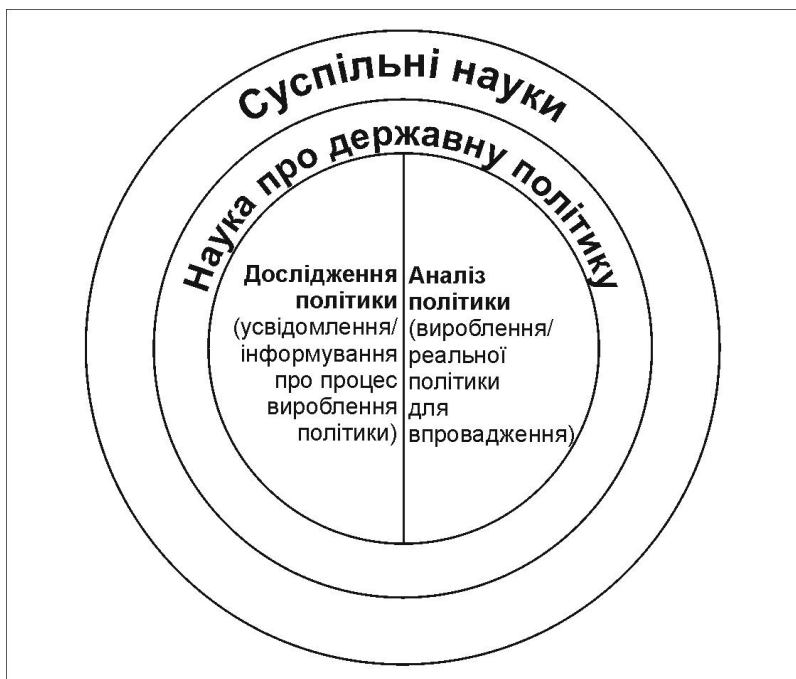 Суспільні науки
Наука про державну політику
Дослідження
політики
(усвідомлення/
інформування
про процес
вироблення
політики)
Аналіз
політики
(вироблення/
реальної
політики
для
впровадження)